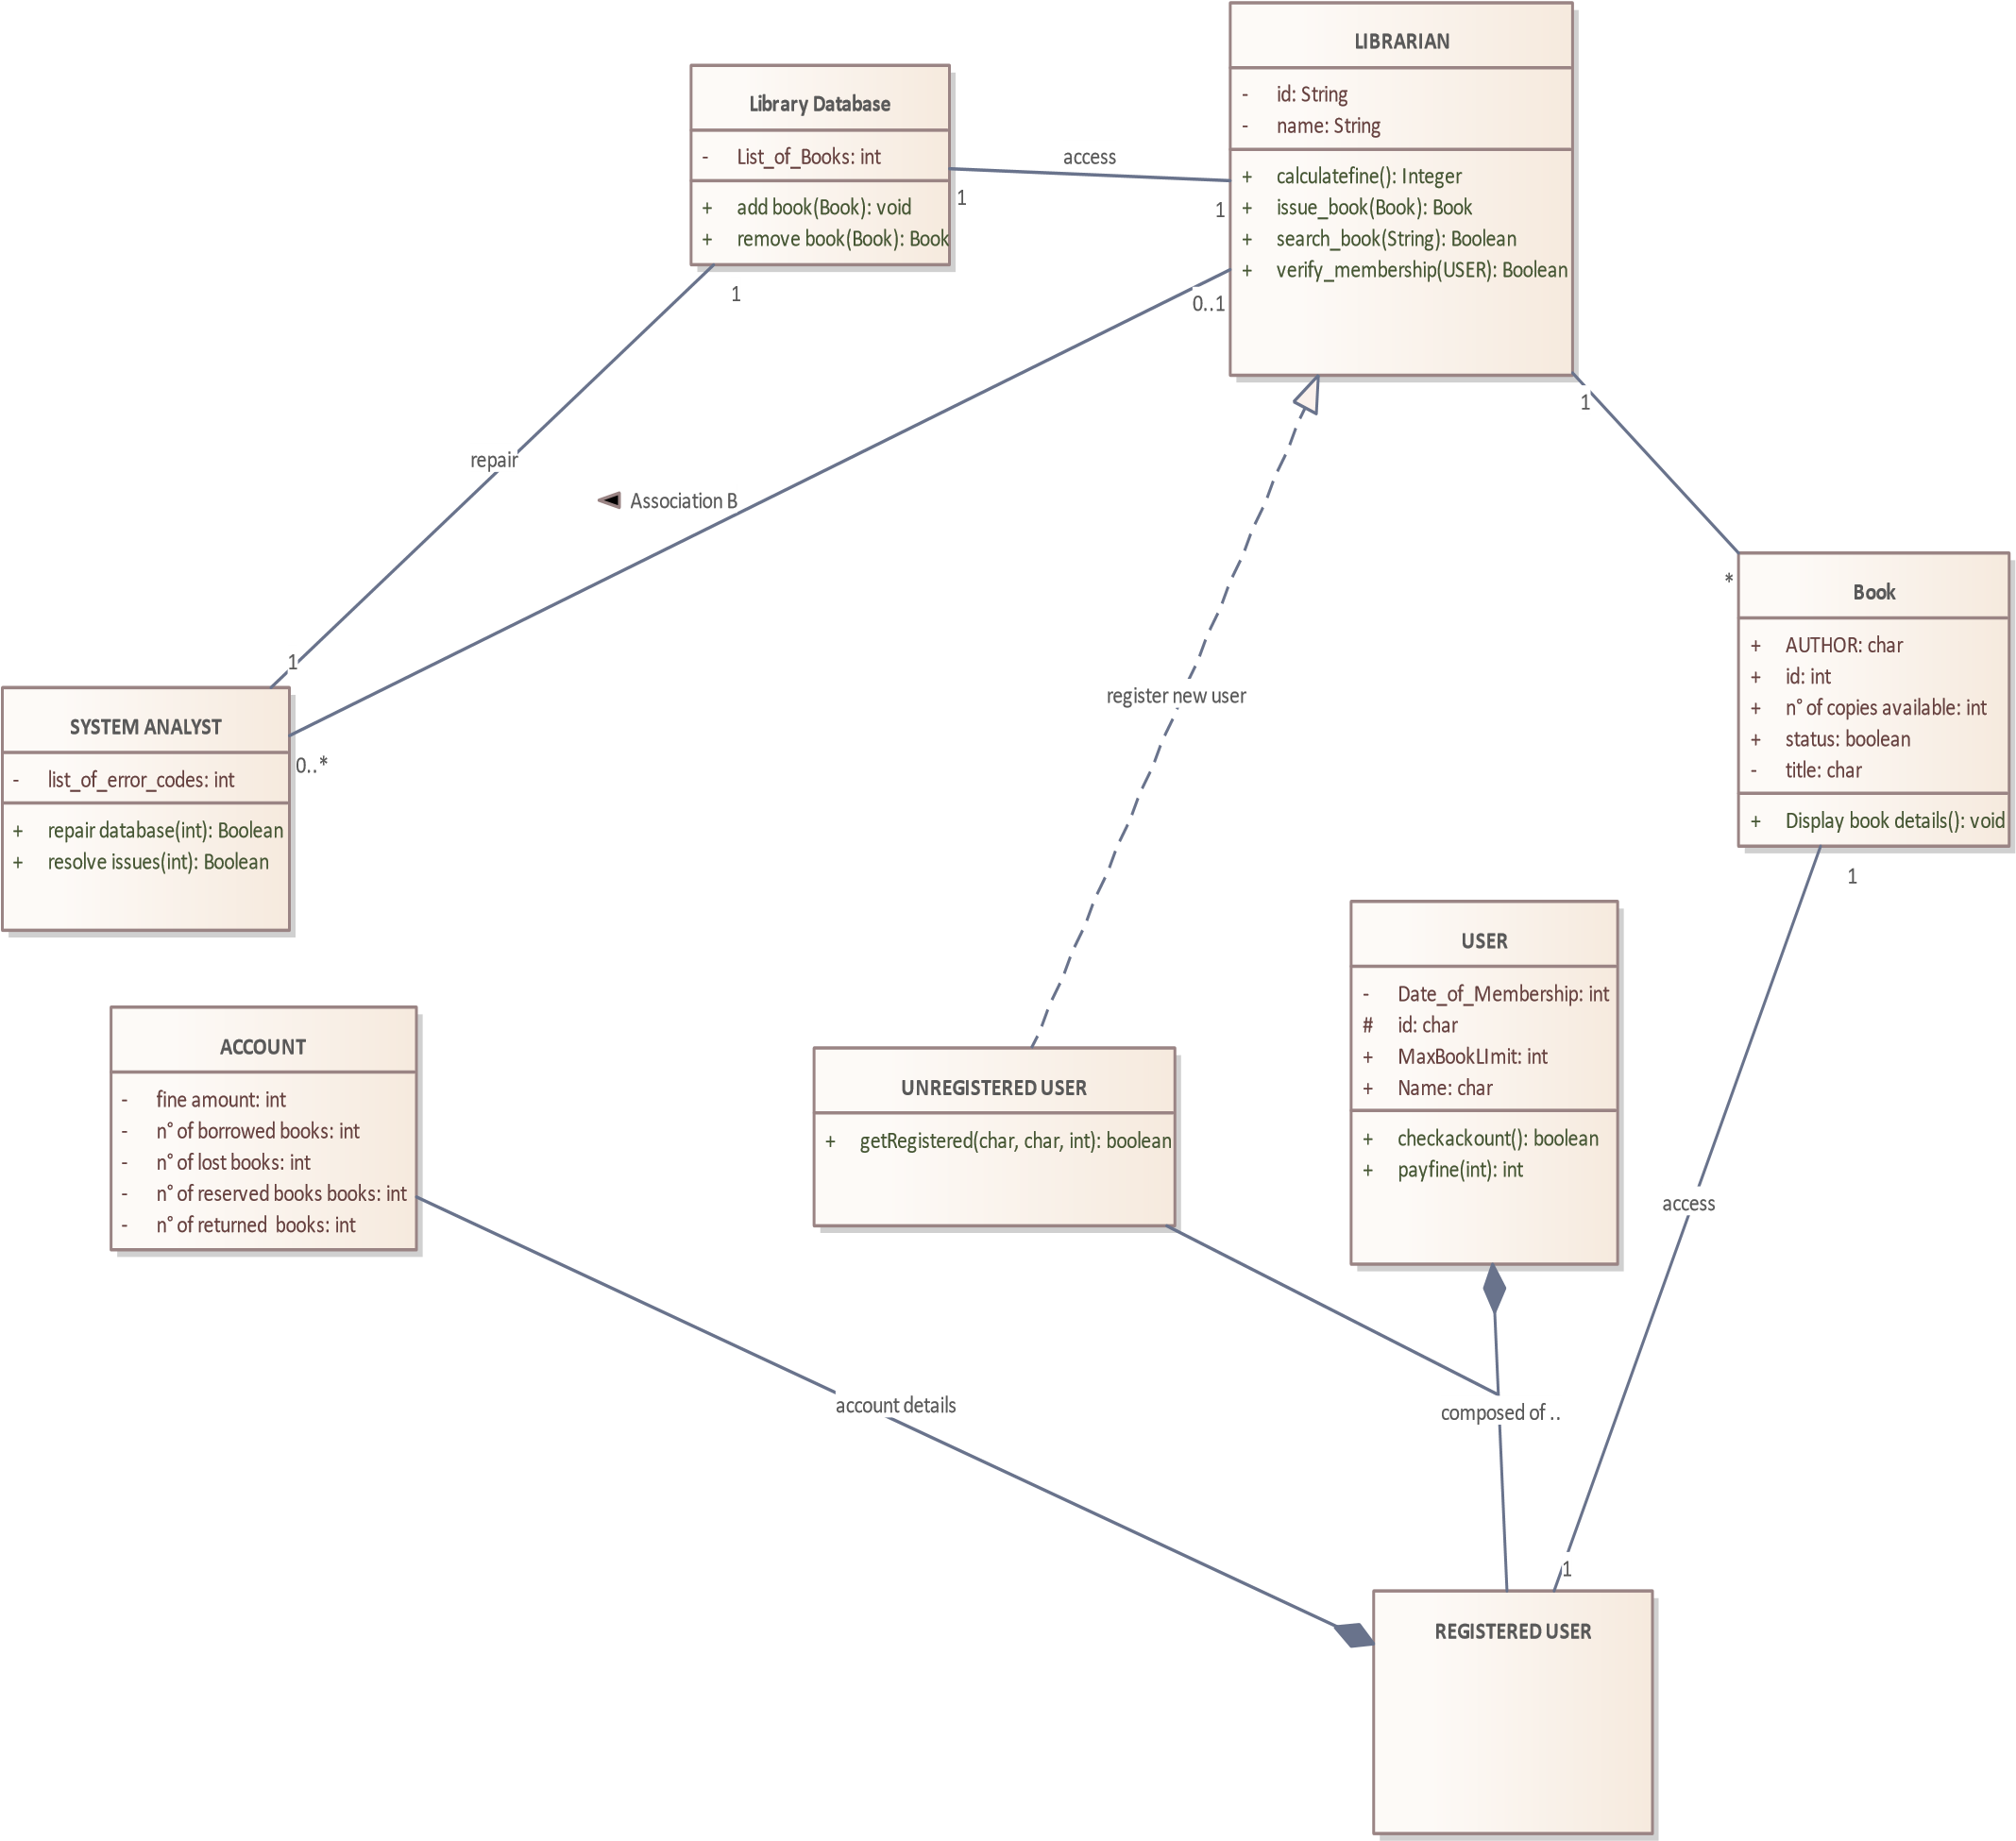 LIBRARIAN
- id: String
- name: String
+ calculatefine(): Integer
+ issue_book(Book): Book
+ search_book(String): Boolean
+ verify_membership(USER): Boolean
Library Database
- List_of_Books: int
+ add book(Book): void
+ remove book(Book): Book
access
1
1
0..1
1
1
repair
Association B
1
0..*
SYSTEM ANALYST
- list_of_error_codes: int
+ repair database(int): Boolean
+ resolve issues(int): Boolean
register new user
*
Book
+ AUTHOR: char
+ id: int
+ n° of copies available: int
+ status: boolean
- title: char
+ Display book details(): void
1
USER
- Date_of_Membership: int
# id: char
+ MaxBookLImit: int
+ Name: char
+ checkackount(): boolean
+ payfine(int): int
ACCOUNT
- fine amount: int
- n° of borrowed books: int
- n° of lost books: int
- n° of reserved books books: int
- n° of returned  books: int
UNREGISTERED USER
+ getRegistered(char, char, int): boolean
access
account details
composed of ..
1
REGISTERED USER